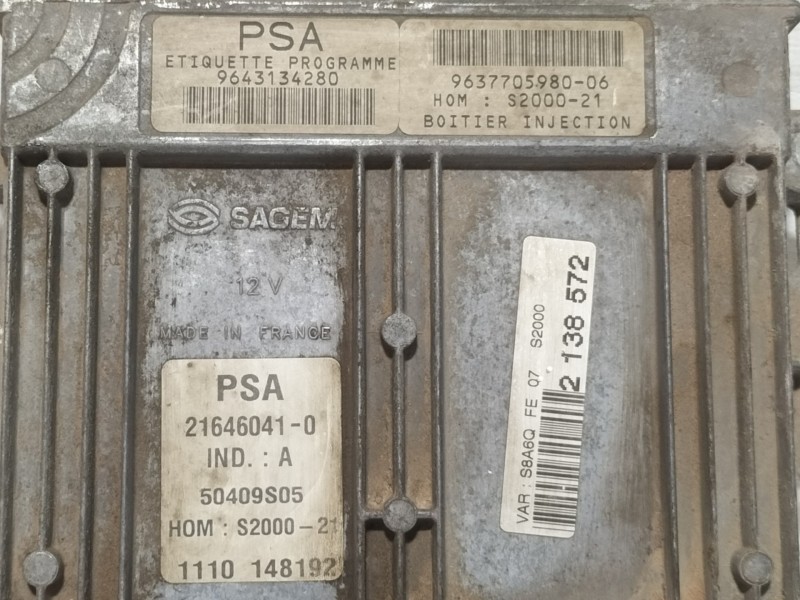 PSA
ETIQUETTE PROGRAMME
9643134280
9637705980-06
HOM : S2000-21
BOITIER INJECTION
SAGEM
12 V
MADE IN FRANCE
PSA
21646041-0
IND. : A
50409S05
HOM : S2000-21
1110 148192
VAR : S8A6Q FE 07 S2000
2 138 572